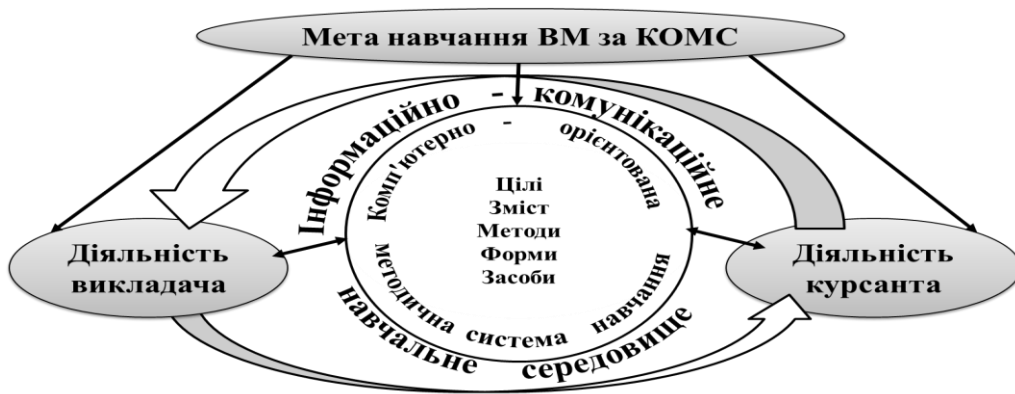 Мета навчання ВМ за КОМС
Інформаційно - комунікаційне
Комп'ютерно - орієнтована
Цілі
Зміст
Методи
Форми
Засоби
методична система навчання
навчальне середовище
Діяльність
викладача
Діяльність
курсанта